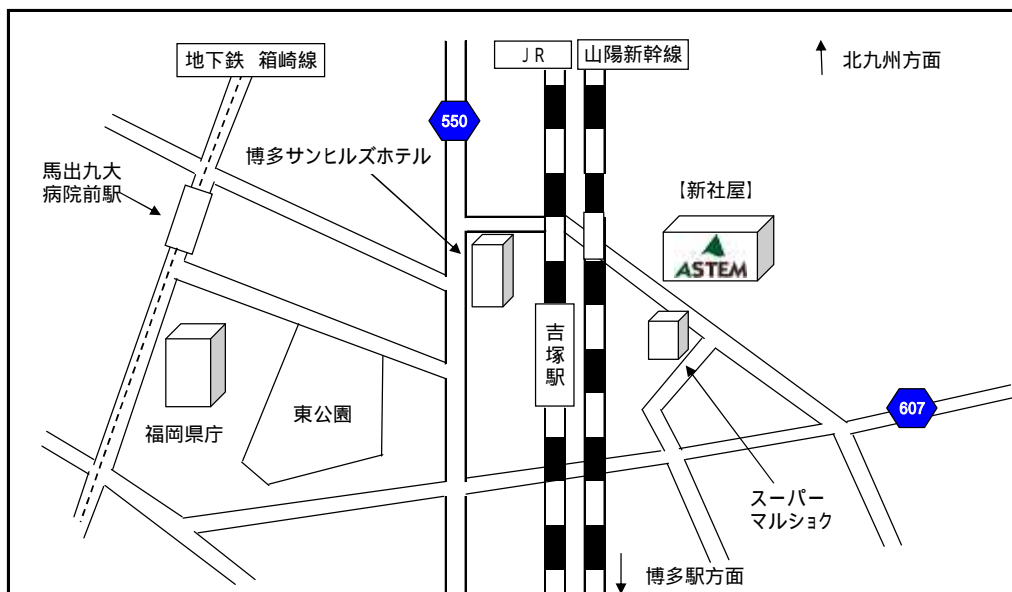 地下鉄 箱崎線
ＪＲ
山陽新幹線
北九州方面
550
博多サンヒルズホテル
馬出九大
病院前駅
【新社屋】
ASTEM
吉塚駅
607
東公園
福岡県庁
スーパー
マルショク
博多駅方面